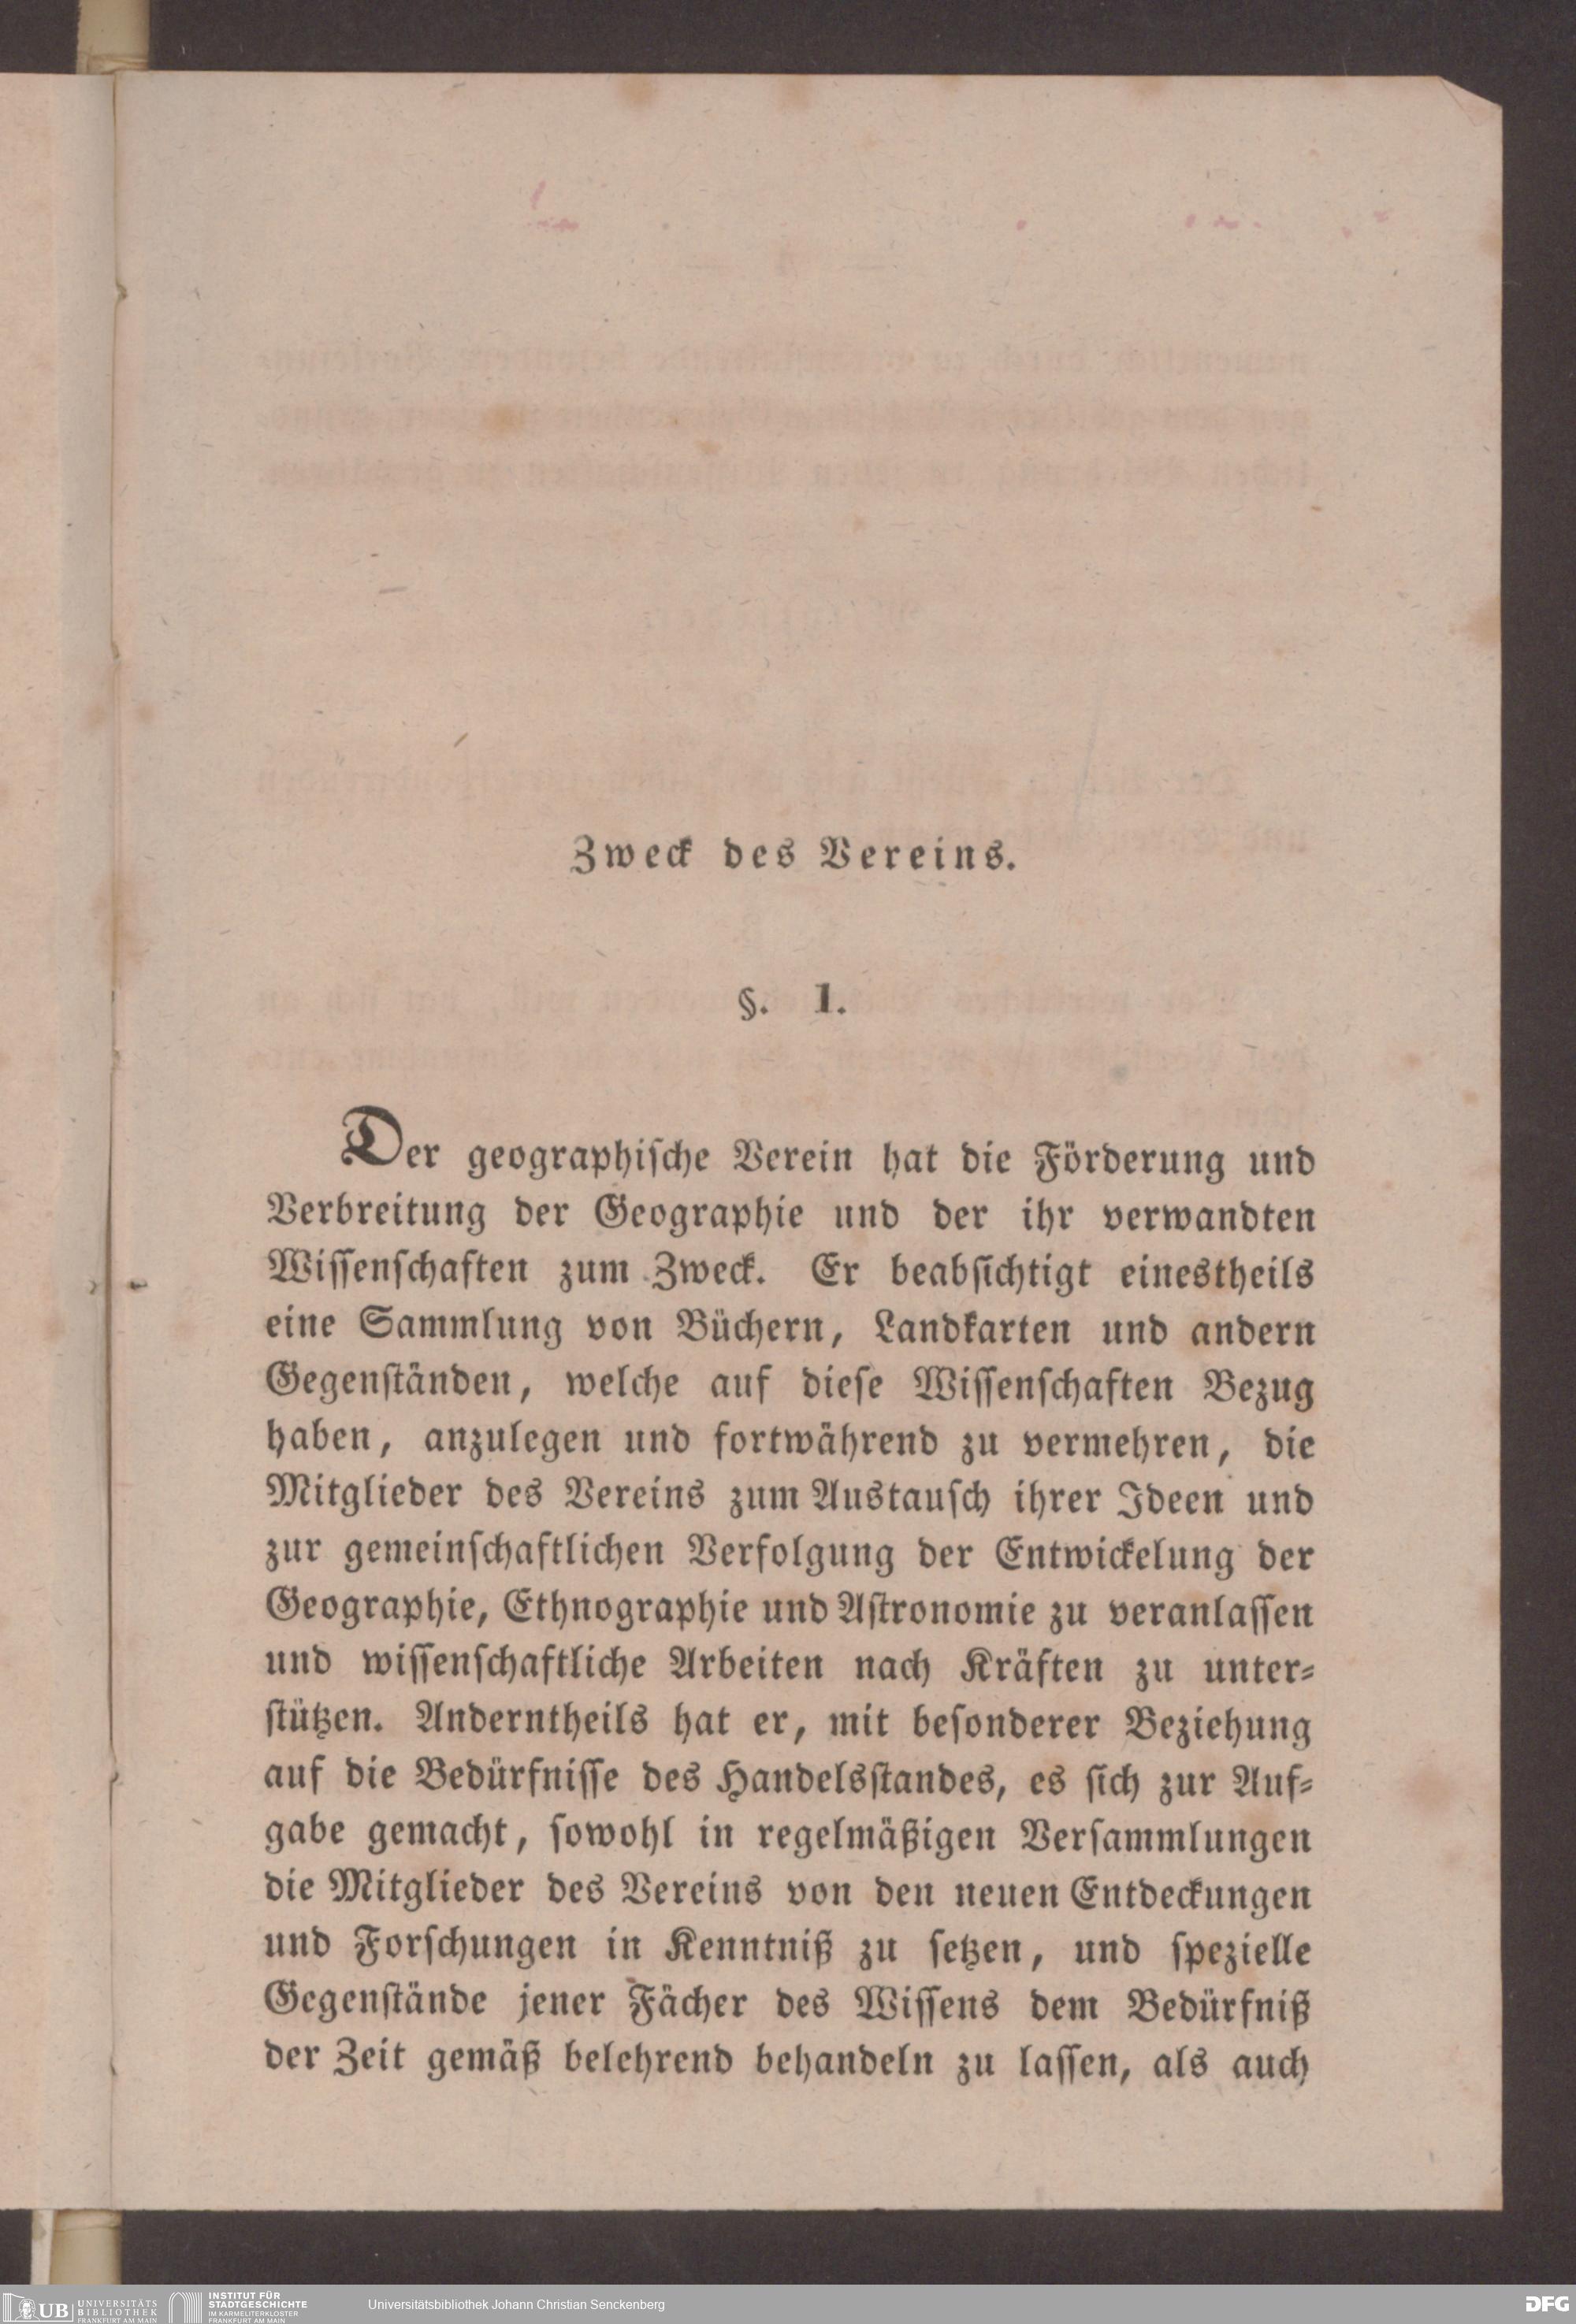 Zweck des Vereins.
§. 1.
Der geographiſche Verein hat die Förderung und
Verbreitung der Geographie und der ihr verwandten
Wiſſenſchaften zum Zweck. Er beabſichtigt einestheils
eine Sammlung von Büchern, Landkarten und andern
Gegenſtänden, welche auf dieſe Wiſſenſchaften Bezug
haben, anzulegen und fortwährend zu vermehren, die
Mitglieder des Vereins zum Austauſch ihrer Ideen und
zur gemeinſchaftlichen Verfolgung der Entwickelung der
Geographie, Ethnographie und Aſtronomie zu veranlaſſen
und wiſſenſchaftliche Arbeiten nach Kräften zu unter⸗
ſtützen. Anderntheils hat er, mit beſonderer Beziehung
auf die Bedürfniſſe des Handelsſtandes, es ſich zur Auf⸗
gabe gemacht, ſowohl in regelmäßigen Verſammlungen
die Mitglieder des Vereins von den neuen Entdeckungen
und Forſchungen in Kenntniß zu ſetzen, und ſpezielle
Gegenſtände jener Fächer des Wiſſens dem Bedürfniß
der Zeit gemäß belehrend behandeln zu laſſen, als auch
UB UNIVERSITÄTS BIBLIOTHEK FRANKFURT AM MAIN
INSTITUT FÜR STADTGESCHICHTE IM KARMELITERKLOSTER FRANKFURT AM MAIN
Universitätsbibliothek Johann Christian Senckenberg
DFG